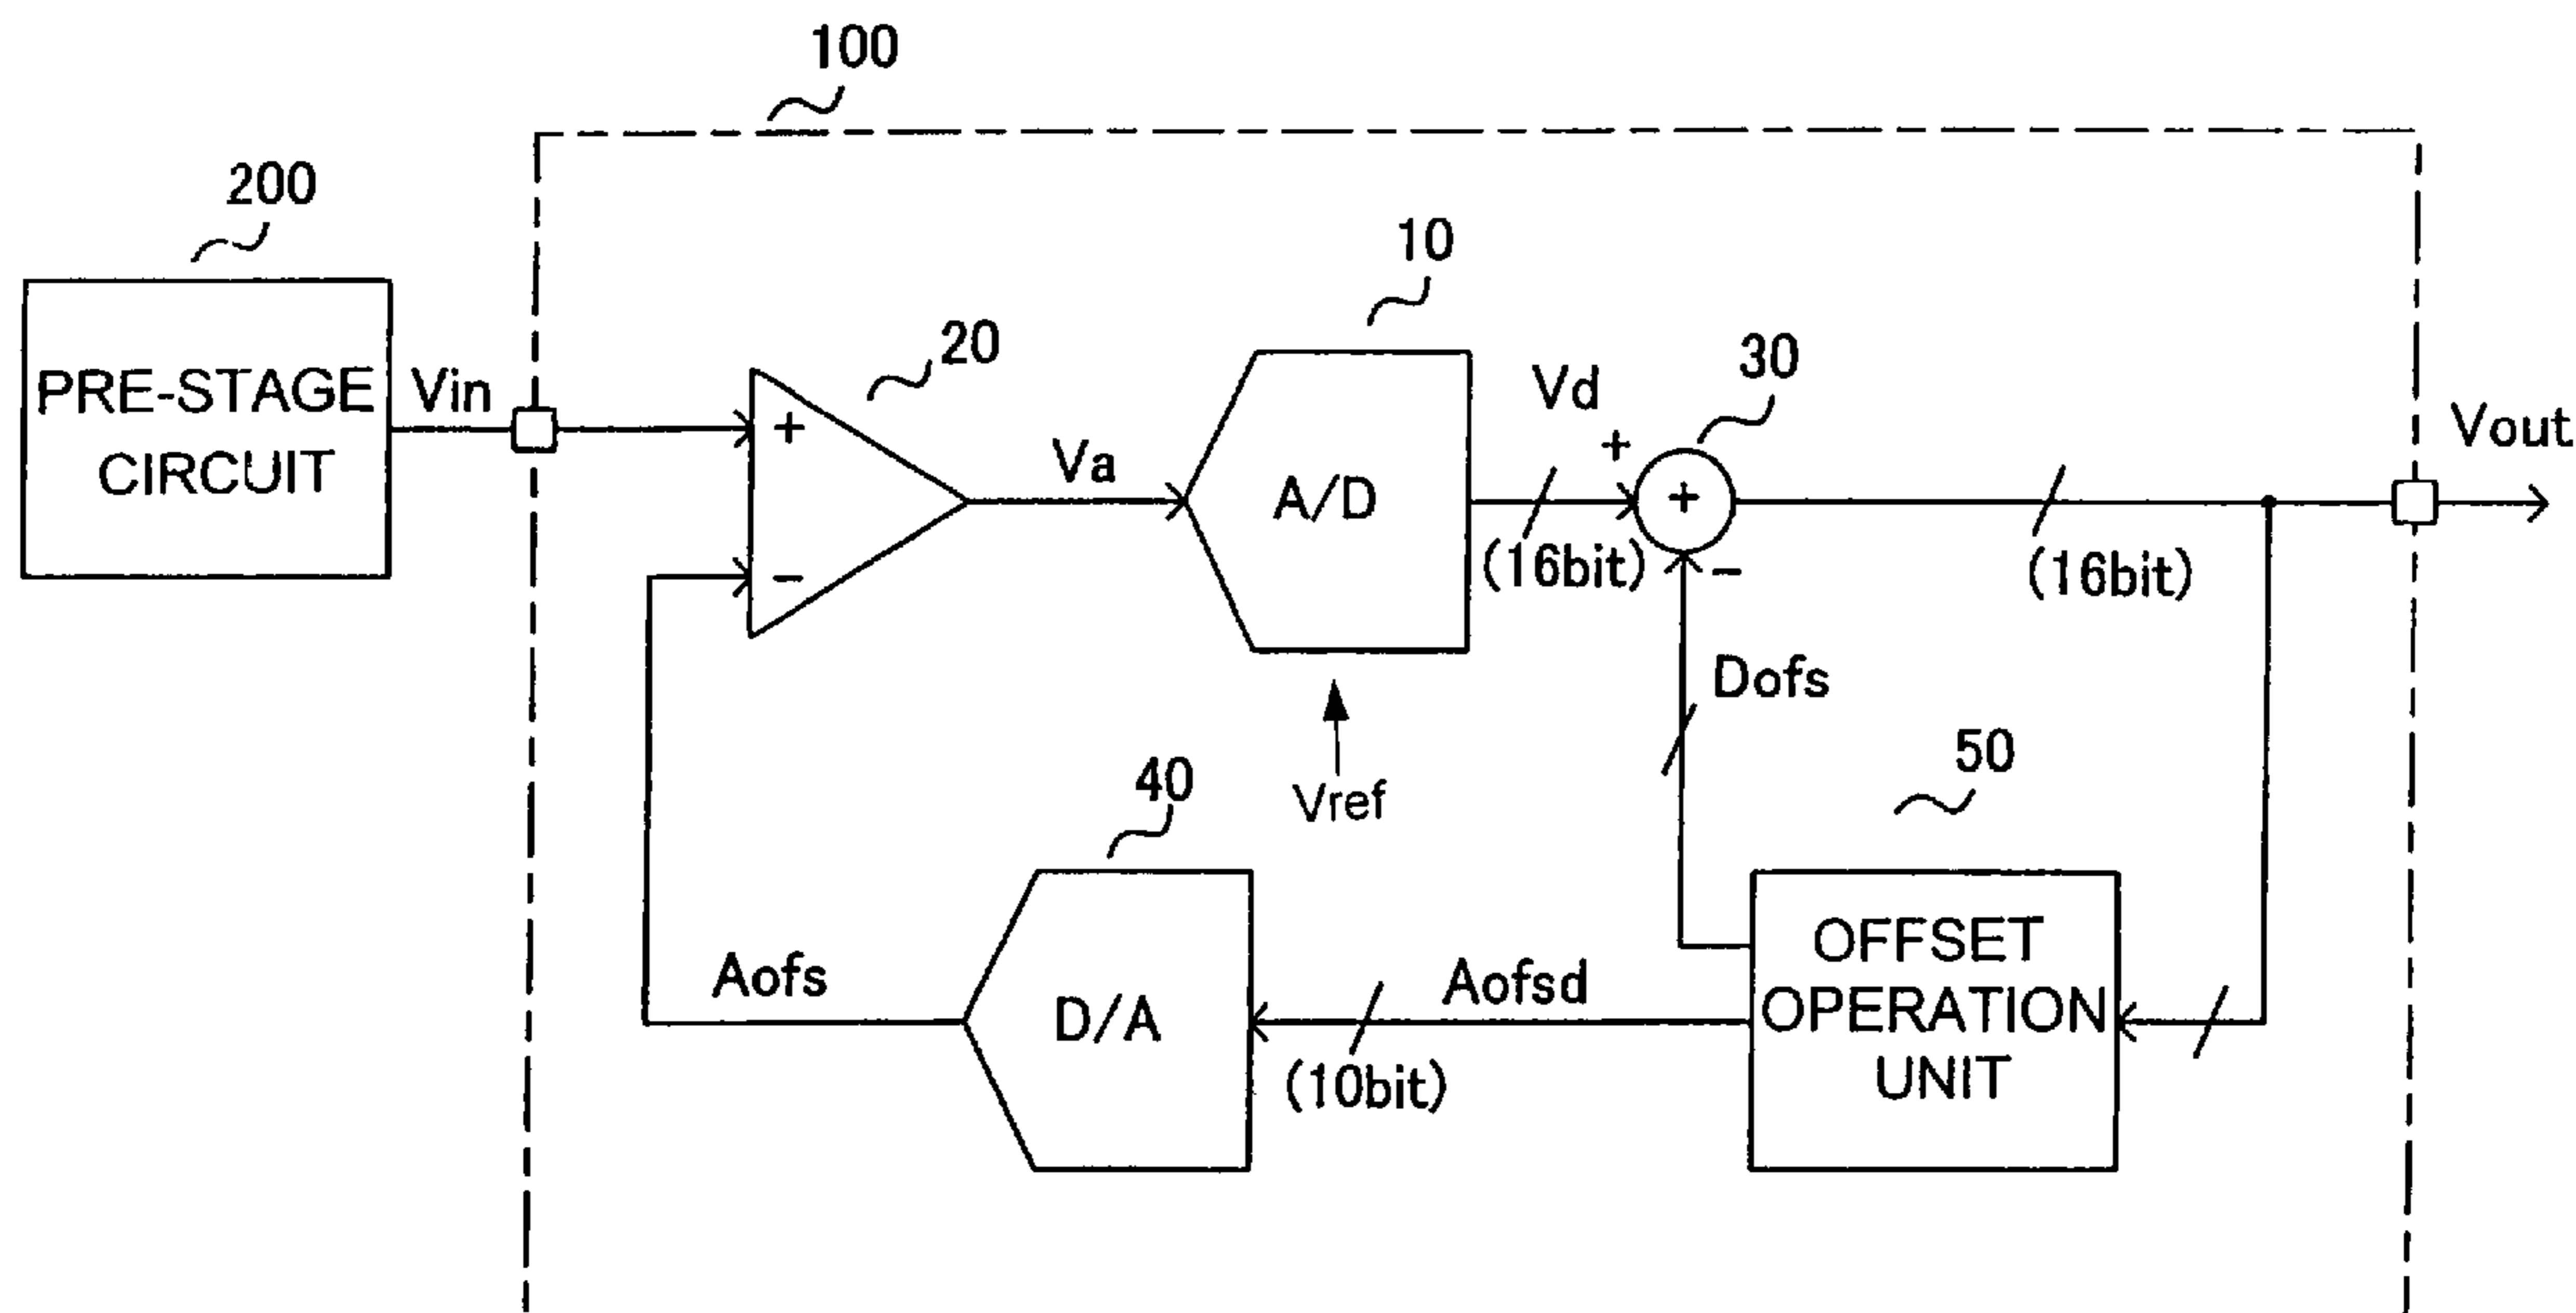 100
200
PRE-STAGE
CIRCUIT
Vin
+
−
20
Va
10
A/D
Vref
Vd
+
30
+
−
(16bit)
(16bit)
Vout
Dofs
50
OFFSET
OPERATION
UNIT
40
D/A
Aofs
Aofsd
(10bit)